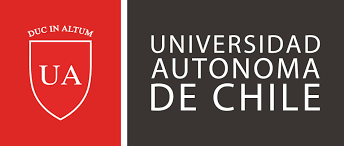 DUC IN ALTUM
UA
UNIVERSIDAD
AUTONOMA
DE CHILE